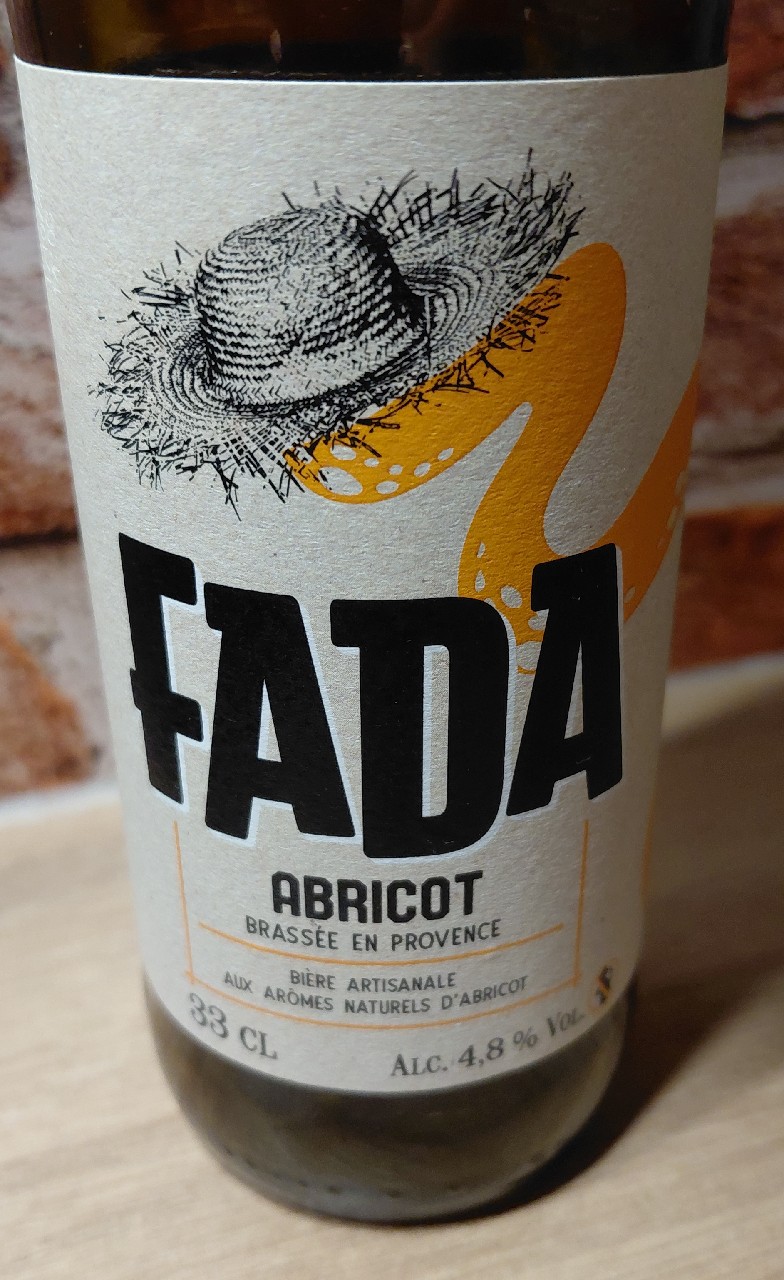 FADA
ABRICOT
BRASSÉE EN PROVENCE
BIÈRE ARTISANALE
AUX ARÔMES NATURELS D'ABRICOT
33 CL
ALC. 4,8 % VOL.